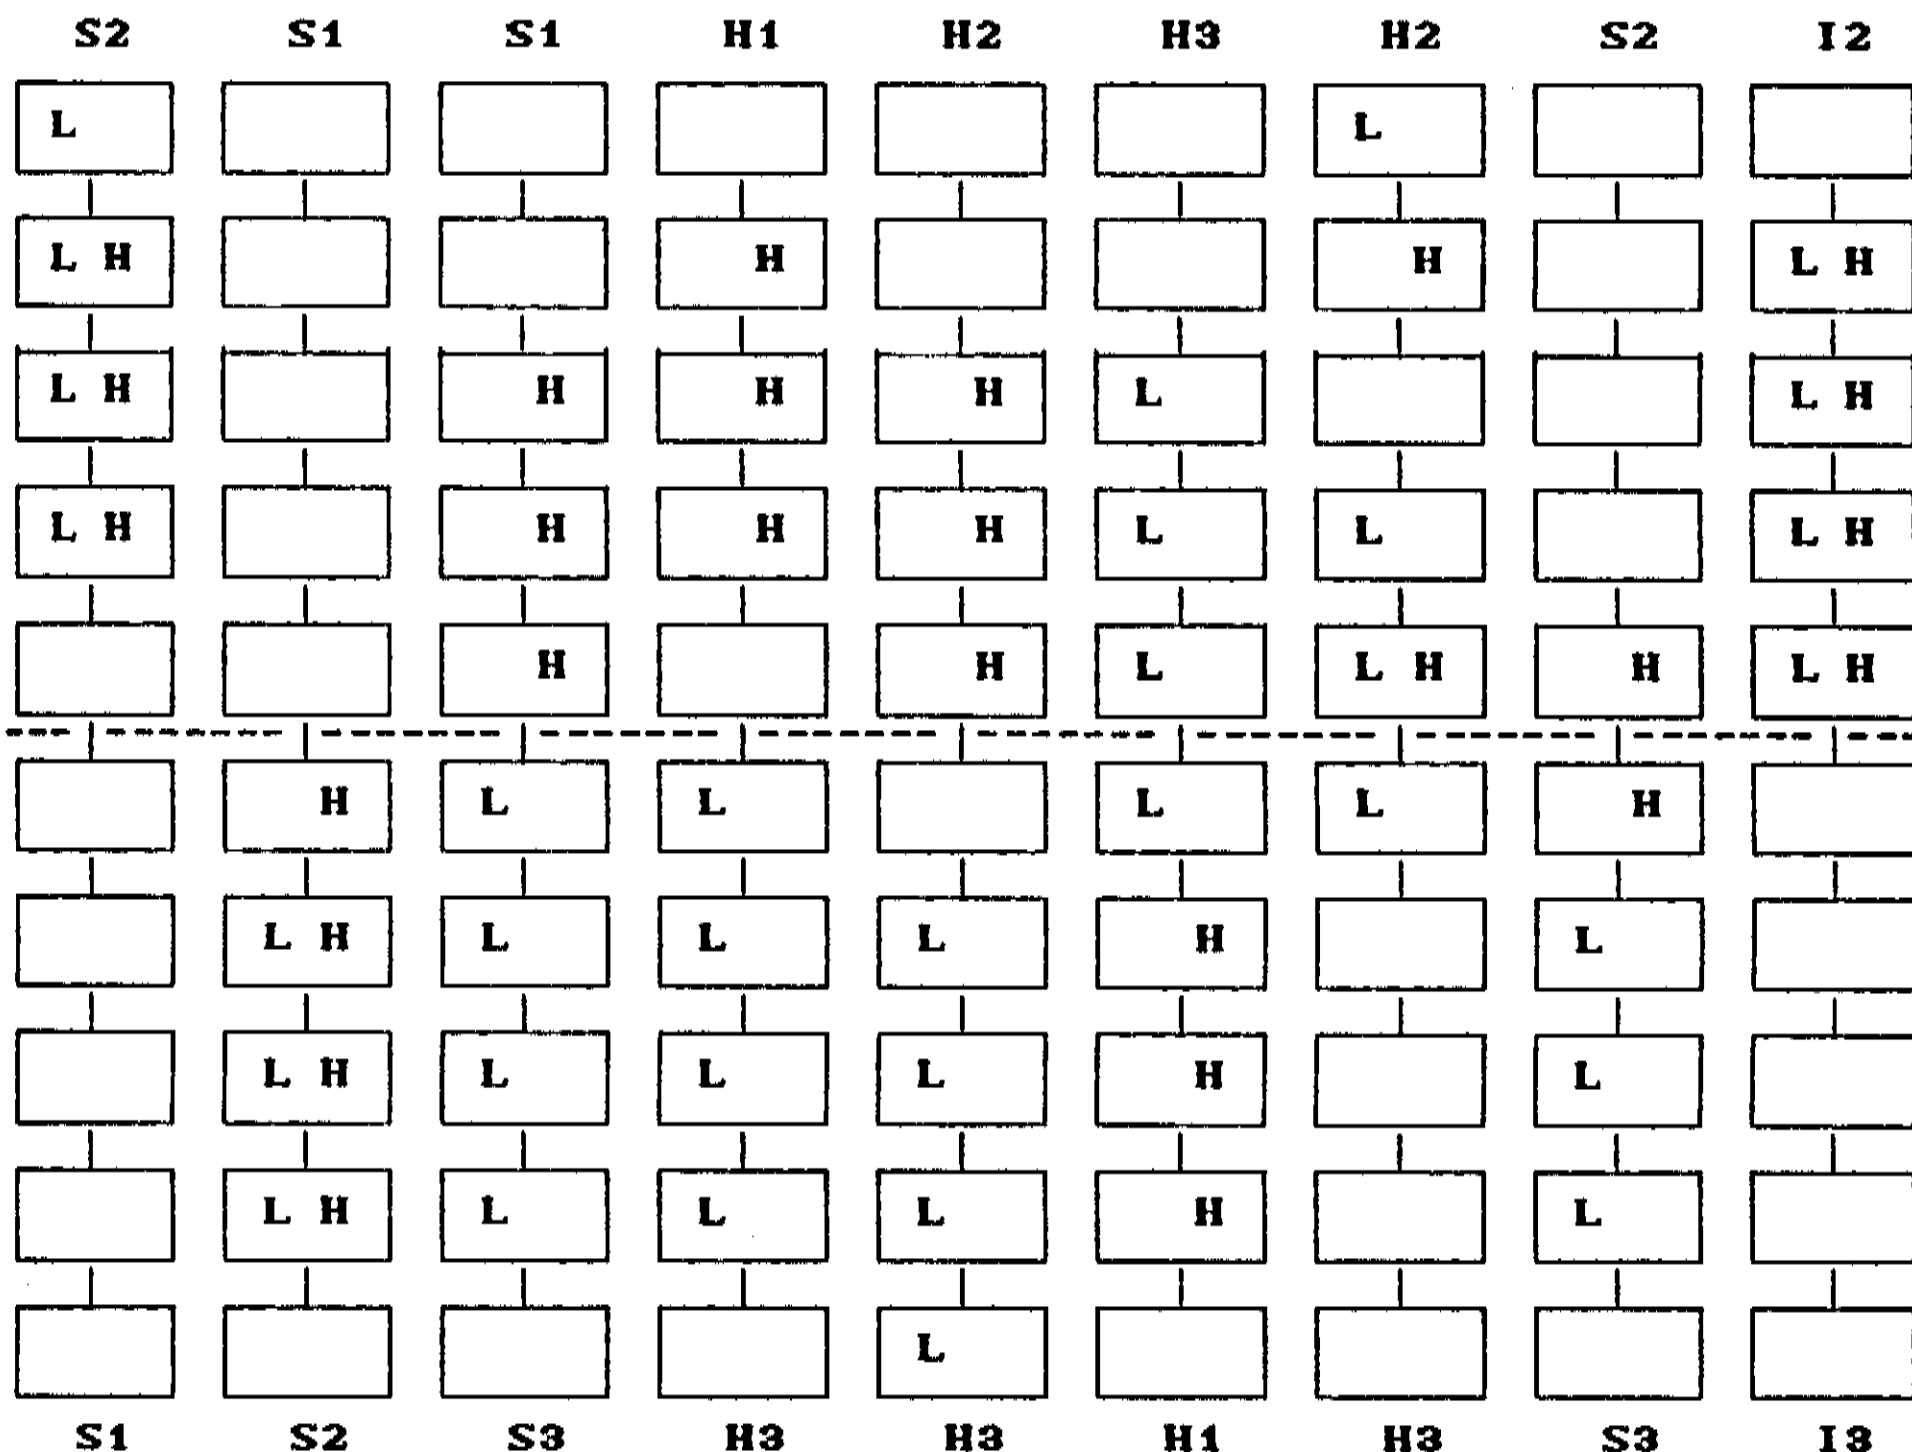 S2 S1 S1 H1 H2 H3 H2 S2 I2
L L
L H H H L H
L H H H H L L H
L H H H H L L L H
H H L L H H L H
H L L L L H
L H L L L H L
L H L L L H L
L H L L L H L
L
S1 S2 S3 H3 H3 H1 H3 S3 I3